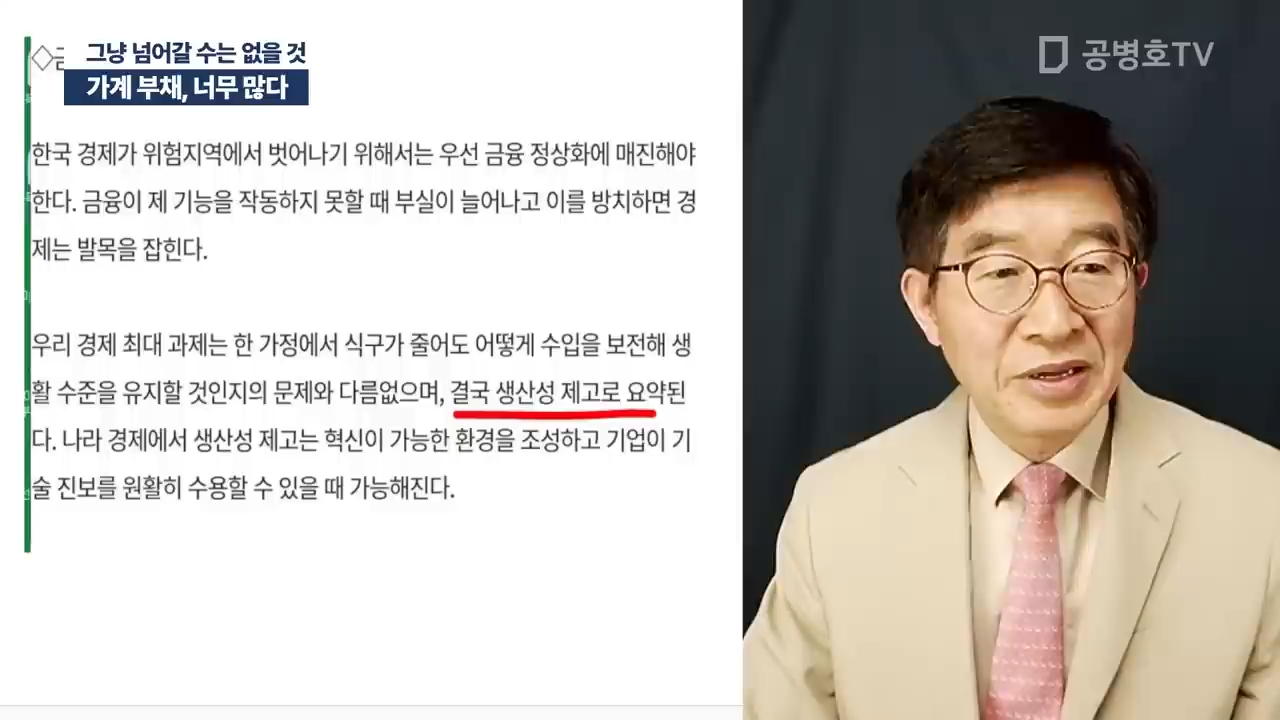 그냥 넘어갈 수는 없을 것
가계 부채, 너무 많다
공병호TV
한국 경제가 위험지역에서 벗어나기 위해서는 우선 금융 정상화에 매진해야
한다. 금융이 제 기능을 작동하지 못할 때 부실이 늘어나고 이를 방치하면 경
제는 발목을 잡힌다.
우리 경제 최대 과제는 한 가정에서 식구가 줄어도 어떻게 수입을 보전해 생
활 수준을 유지할 것인지의 문제와 다름없으며, 결국 생산성 제고로 요약된
다. 나라 경제에서 생산성 제고는 혁신이 가능한 환경을 조성하고 기업이 기
술 진보를 원활히 수용할 수 있을 때 가능해진다.